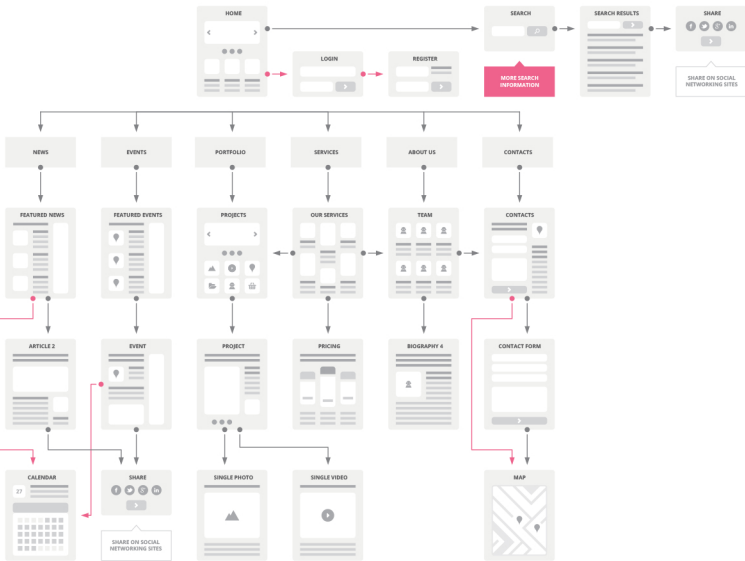 HOME
SEARCH
SEARCH RESULTS
SHARE
LOGIN
REGISTER
MORE SEARCH
INFORMATION
SHARE ON SOCIAL
NETWORKING SITES
NEWS
EVENTS
PORTFOLIO
SERVICES
ABOUT US
CONTACTS
FEATURED NEWS
FEATURED EVENTS
PROJECTS
OUR SERVICES
TEAM
CONTACTS
ARTICLE 2
EVENT
PROJECT
PRICING
BIOGRAPHY 4
CONTACT FORM
CALENDAR
SHARE
SINGLE PHOTO
SINGLE VIDEO
MAP
27
SHARE ON SOCIAL
NETWORKING SITES